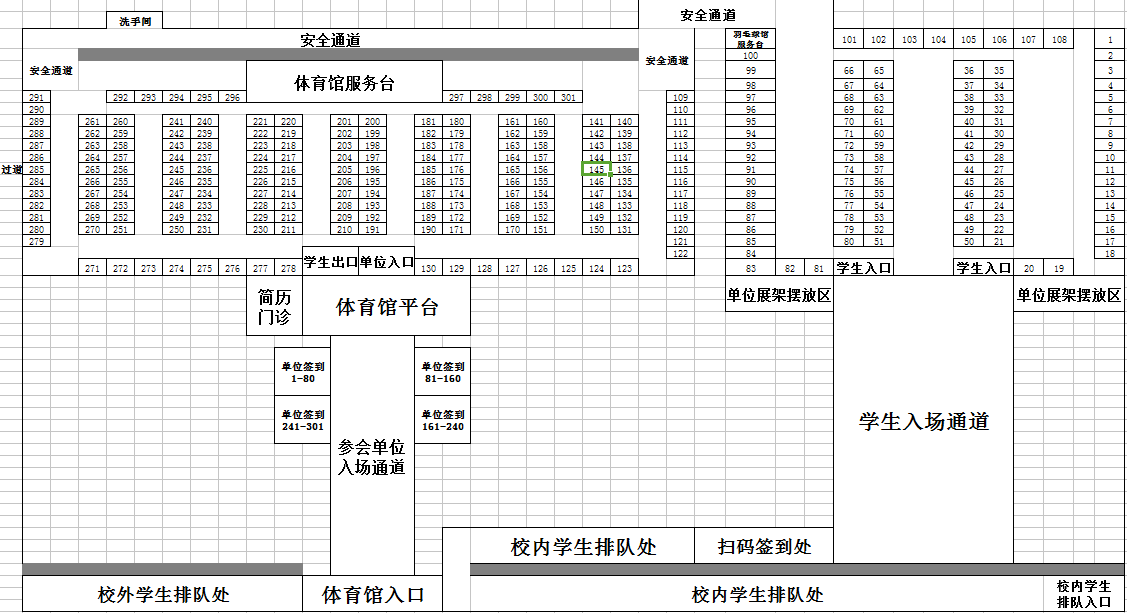 安全通道
洗手间
安全通道
羽毛球馆
服务台
101 102 103 104 105 106 107 108 1
100 2
安全通道
体育馆服务台
安全通道
99 66 65 36 35 3
98 67 64 37 34 4
291 292 293 294 295 296 297 298 299 300 301 109 97 68 63 38 33 5
290 110 96 69 62 39 32 6
289 261 260 241 240 221 220 201 200 181 180 161 160 141 140 111 95 70 61 40 31 7
288 262 259 242 239 222 219 202 199 182 179 162 159 142 139 112 94 71 60 41 30 8
287 263 258 243 238 223 218 203 198 183 178 163 158 143 138 113 93 72 59 42 29 9
286 264 257 244 237 224 217 204 197 184 177 164 157 144 137 114 92 73 58 43 28 10
过道 285 265 256 245 236 225 216 205 196 185 176 165 156 145 136 115 91 74 57 44 27 11
284 266 255 246 235 226 215 206 195 186 175 166 155 146 135 116 90 75 56 45 26 12
283 267 254 247 234 227 214 207 194 187 174 167 154 147 134 117 89 76 55 46 25 13
282 268 253 248 233 228 213 208 193 188 173 168 153 148 133 118 88 77 54 47 24 14
281 269 252 249 232 229 212 209 192 189 172 169 152 149 132 119 87 78 53 48 23 15
280 270 251 250 231 230 211 210 191 190 171 170 151 150 131 120 86 79 52 49 22 16
279 121 85 80 51 50 21 17
122 84 18
271 272 273 274 275 276 277 278 学生出口 单位入口 130 129 128 127 126 125 124 123 83 82 81 学生入口 学生入口 20 19
简历
门诊
体育馆平台
单位展架摆放区
单位展架摆放区
单位签到
1-80
单位签到
81-160
单位签到
241-301
单位签到
161-240
参会单位
入场通道
学生入场通道
校内学生排队处
扫码签到处
校外学生排队处
体育馆入口
校内学生排队处
校内学生
排队入口